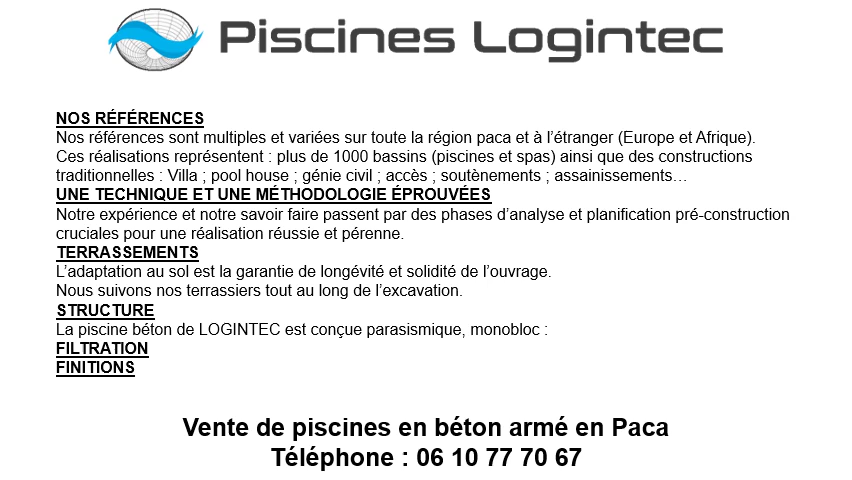 Piscines Logintec
NOS RÉFÉRENCES
Nos références sont multiples et variées sur toute la région paca et à l’étranger (Europe et Afrique).
Ces réalisations représentent : plus de 1000 bassins (piscines et spas) ainsi que des constructions
traditionnelles : Villa ; pool house ; génie civil ; accès ; soutènements ; assainissements…
UNE TECHNIQUE ET UNE MÉTHODOLOGIE ÉPROUVÉES
Notre expérience et notre savoir faire passent par des phases d’analyse et planification pré-construction
cruciales pour une réalisation réussie et pérenne.
TERRASSEMENTS
L’adaptation au sol est la garantie de longévité et solidité de l’ouvrage.
Nous suivons nos terrassiers tout au long de l’excavation.
STRUCTURE
La piscine béton de LOGINTEC est conçue parasismique, monobloc :
FILTRATION
FINITIONS
Vente de piscines en béton armé en Paca
Téléphone : 06 10 77 70 67